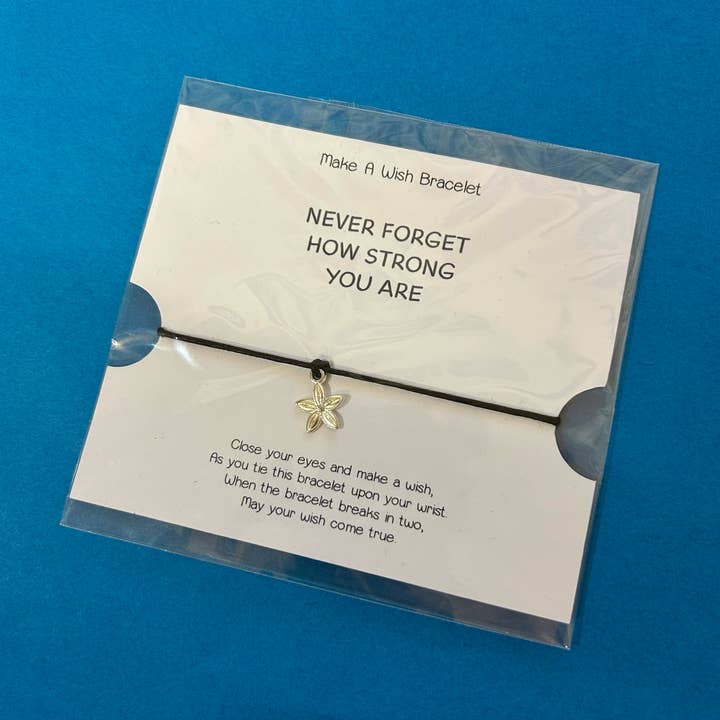 Make A Wish Bracelet
NEVER FORGET
HOW STRONG
YOU ARE
Close your eyes and make a wish,
As you tie this bracelet upon your wrist.
When the bracelet breaks in two,
May your wish come true.